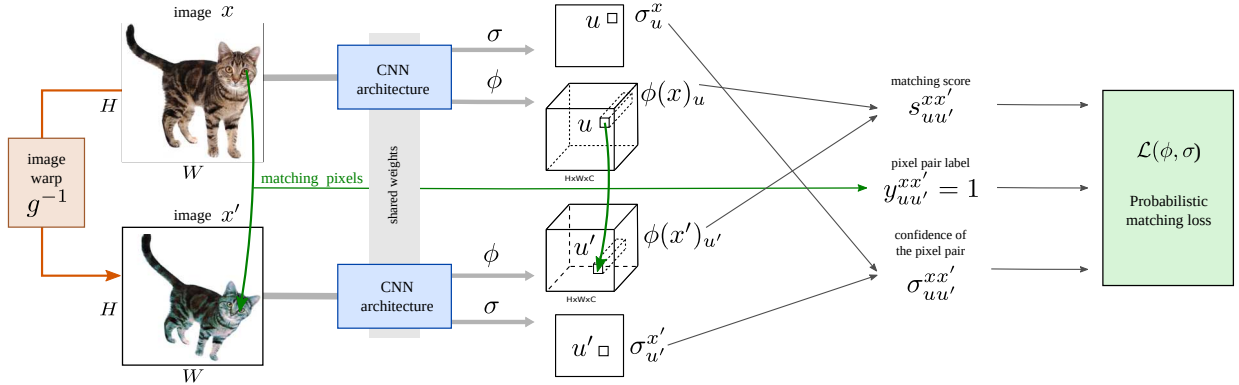 image x
H
W
image
warp
g⁻¹
image x′
H
W
matching pixels
CNN
architecture
shared weights
CNN
architecture
σ
ϕ
ϕ
σ
u
σᵤˣ
u
ϕ(x)ᵤ
HxWxC
u′
ϕ(x′)ᵤ′
HxWxC
u′
σ_{u′}^{x′}
matching score
s_{uu′}^{xx′}
pixel pair label
y_{uu′}^{xx′} = 1
confidence of
the pixel pair
σ_{uu′}^{xx′}
ℒ(ϕ, σ)
Probabilistic
matching loss